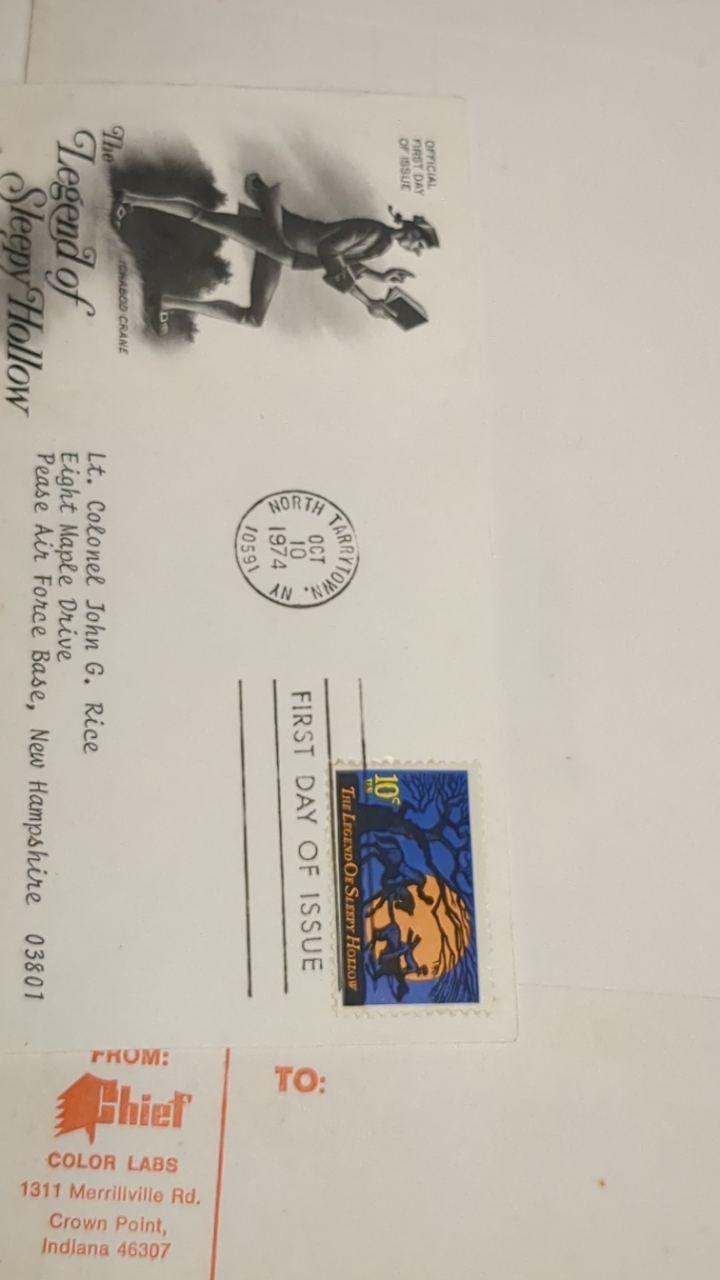 OFFICIAL
FIRST DAY
OF ISSUE
ICHABOD CRANE
The
Legend of
Sleepy Hollow
NORTH TARRYTOWN, NY
OCT
10
1974
10591
FIRST DAY OF ISSUE
10c
U.S.
THE LEGEND OF SLEEPY HOLLOW
Lt. Colonel John G. Rice
Eight Maple Drive
Pease Air Force Base, New Hampshire 03801
FROM:
Chief
COLOR LABS
1311 Merrillville Rd.
Crown Point,
Indiana 46307
TO: